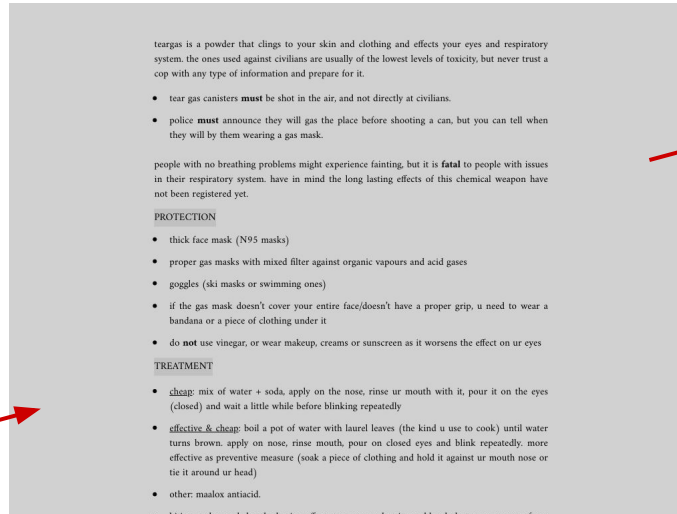 teargas is a powder that clings to your skin and clothing and effects your eyes and respiratory
system. the ones used against civilians are usually of the lowest levels of toxicity, but never trust a
cop with any type of information and prepare for it.
• tear gas canisters must be shot in the air, and not directly at civilians.
• police must announce they will gas the place before shooting a can, but you can tell when
they will by them wearing a gas mask.
people with no breathing problems might experience fainting, but it is fatal to people with issues
in their respiratory system. have in mind the long lasting effects of this chemical weapon have
not been registered yet.
PROTECTION
• thick face mask (N95 masks)
• proper gas masks with mixed filter against organic vapours and acid gases
• goggles (ski masks or swimming ones)
• if the gas mask doesn't cover your entire face/doesn't have a proper grip, u need to wear a
bandana or a piece of clothing under it
• do not use vinegar, or wear makeup, creams or sunscreen as it worsens the effect on ur eyes
TREATMENT
• cheap: mix of water + soda, apply on the nose, rinse ur mouth with it, pour it on the eyes
(closed) and wait a little while before blinking repeatedly
• effective & cheap: boil a pot of water with laurel leaves (the kind u use to cook) until water
turns brown. apply on nose, rinse mouth, pour on closed eyes and blink repeatedly. more
effective as preventive measure (soak a piece of clothing and hold it against ur mouth nose or
tie it around ur head)
• other: maalox antiacid.